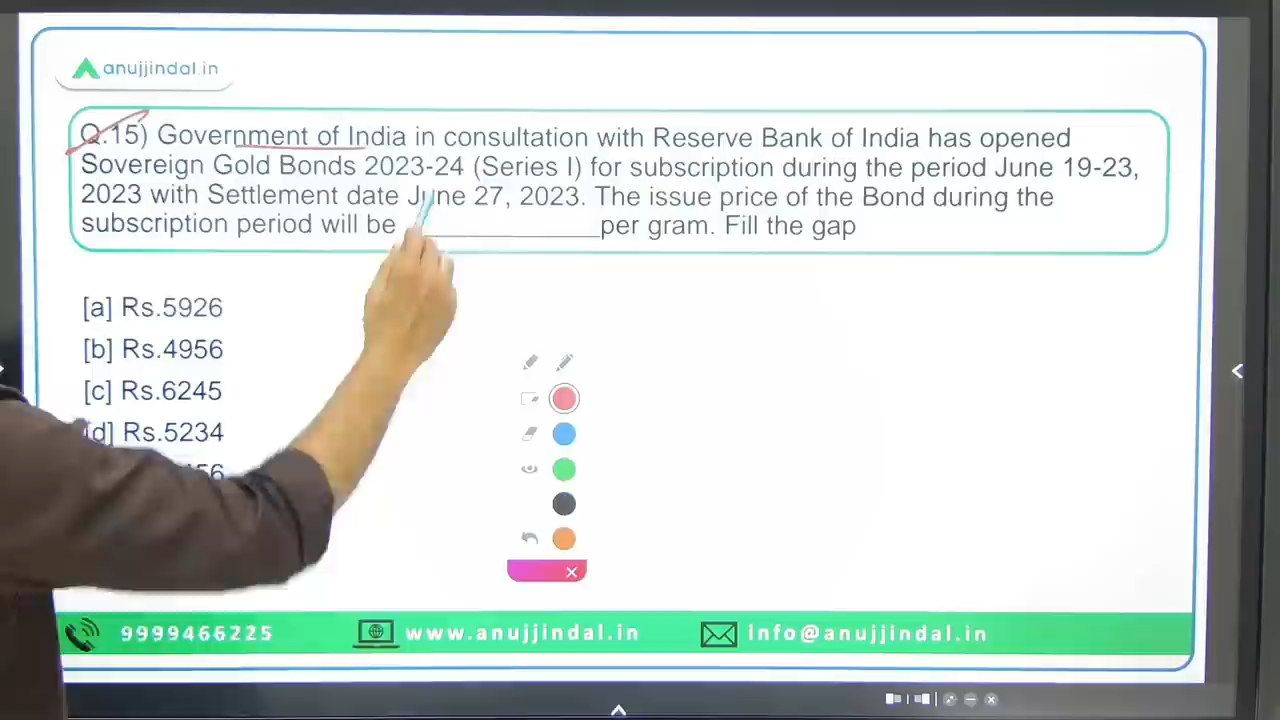 anujjindal.in
Q.15) Government of India in consultation with Reserve Bank of India has opened
Sovereign Gold Bonds 2023-24 (Series I) for subscription during the period June 19-23,
2023 with Settlement date June 27, 2023. The issue price of the Bond during the
subscription period will be ____________per gram. Fill the gap
[a] Rs.5926
[b] Rs.4956
[c] Rs.6245
[d] Rs.5234
9999466225
www.anujjindal.in
info@anujjindal.in